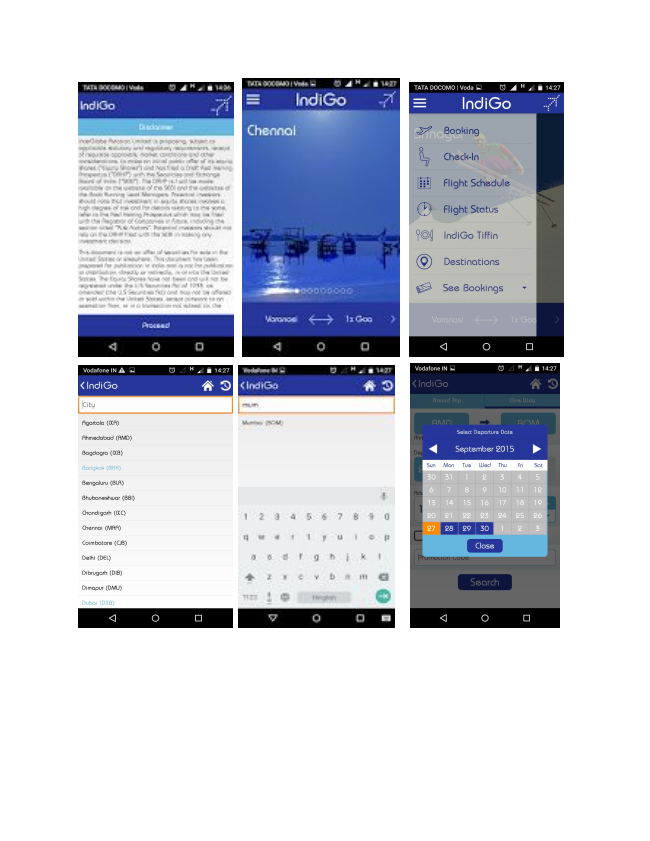 TATA DOCOMO | Voda
14:26
IndiGo
Disclaimer
InterGlobe Aviation Limited is proposing, subject to
applicable statutory and regulatory requirements, receipt
of requisite approvals, market conditions and other
considerations, to make an initial public offer of its equity
shares ("Equity Shares") and has filed a Draft Red Herring
Prospectus ("DRHP") with the Securities and Exchange
Board of India ("SEBI"). The DRHP
available on the website of the SEBI and the websites of
the Book Running Lead Managers. Potential investors
should note that investment in equity shares involves a
high degree of risk and for details relating to the same,
refer to the Red Herring Prospectus which may be filed
with the Registrar of Companies in future, including the
section titled "Risk Factors". Potential investors should not
rely on the DRHP filed with the SEBI in making any
investment decision.
This document is not an offer of securities for sale in the
United States or elsewhere. This document has been
prepared for publication in India and is not for publication
or distribution, directly or indirectly, in or into the United
States. The Equity Shares have not been and will not be
registered under the U.S. Securities Act of 1933, as
amended (the U.S Securities Act) and may not be offered
or sold within the United States, except pursuant to an
exemption from, or in a transaction not subject to, the
Proceed
TATA DOCOMO | Voda
14:27
IndiGo
Chennai
Varanasi
1x Goa
TATA DOCOMO | Voda
14:27
IndiGo
Booking
Check-In
Flight Schedule
Flight Status
IndiGo Tiffin
Destinations
See Bookings
Varanasi
1x Goa
Vodafone IN
14:27
IndiGo
City
Agartala (IXA)
Ahmedabad (AMD)
Bagdogra (IXB)
Bangkok (BKK)
Bengaluru (BLR)
Bhubaneshwar (BBI)
Chandigarh (IXC)
Chennai (MAA)
Coimbatore (CJB)
Delhi (DEL)
Dibrugarh (DIB)
Dimapur (DMU)
Dubai (DXB)
Vodafone IN
14:27
IndiGo
mum
Mumbai (BOM)
1 2 3 4 5 6 7 8 9 0
q w e r t y u i o p
a s d f g h j k l
z x c v b n m
?123
Hinglish
Vodafone IN
14:27
IndiGo
Round Trip
One Way
AMD
BOM
Select Departure Date
September 2015
Sun Mon Tue Wed Thu Fri Sat
30 31 1 2 3 4 5
6 7 8 9 10 11 12
13 14 15 16 17 18 19
20 21 22 23 24 25 26
27 28 29 30 1 2 3
Close
Promotion Code
Search